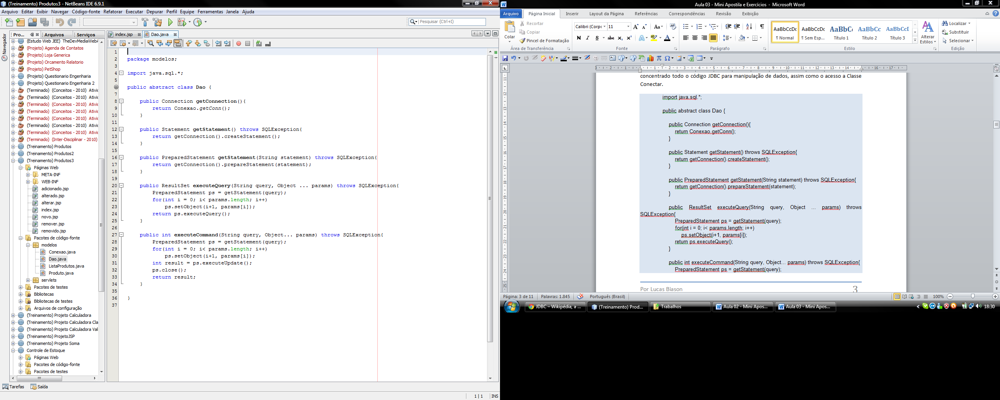 (Treinamento) Produtos3 - NetBeans IDE 6.9.1
Arquivo Editar Exibir Navegar Código-fonte Refatorar Executar Depurar Perfil Equipe Ferramentas Janela Ajuda
Pesquisar (Ctrl+I)
Navegador
Pro... Arquivos Serviços
(Estudo Web JEE) TheDevMediaWeb
(Projeto) Agenda de Contatos
(Projeto) Loja Generica
(Projeto) Orcamento Relatorio
(Projeto) PetShop
(Projeto) Questionario Engenharia
(Projeto) Questionario Engenharia 2
(Terminado) (Conceitos - 2010) Ativid
(Terminado) (Conceitos - 2010) Ativid
(Terminado) (Conceitos - 2010) Ativid
(Terminado) (Conceitos - 2010) Ativid
(Terminado) (Conceitos - 2010) Ativid
(Terminado) (Conceitos - 2010) Ativid
(Terminado) (Conceitos - 2010) Ativid
(Terminado) (Inter-Disciplinar - 2010)
(Treinamento) Produtos
(Treinamento) Produtos2
(Treinamento) Produtos3
Páginas Web
META-INF
WEB-INF
adicionado.jsp
alterado.jsp
alterar.jsp
index.jsp
novo.jsp
remover.jsp
removido.jsp
Pacotes de código-fonte
modelos
Conexao.java
Dao.java
ListaProdutos.java
Produto.java
servlets
Pacotes de testes
Bibliotecas
Bibliotecas de testes
Arquivos de configuração
(Treinamento) Projeto Calculadora
(Treinamento) Projeto Calculadora Cla
(Treinamento) Projeto Calculadora Val
(Treinamento) ProjetoJSP
(Treinamento) Projeto Soma
Controle de Estoque
Páginas Web
Pacotes de código-fonte
Pacotes de testes
Tarefas Saída
index.jsp Dao.java
1
2 package modelos;
3
4 import java.sql.*;
5
public abstract class Dao {
7
8 public Connection getConnection(){
9 return Conexao.getConn();
10 }
11
12 public Statement getStatement() throws SQLException{
13 return getConnection().createStatement();
14 }
15
16 public PreparedStatement getStatement(String statement) throws SQLException{
17 return getConnection().prepareStatement(statement);
18 }
19
20 public ResultSet executeQuery(String query, Object ... params) throws SQLException{
21 PreparedStatement ps = getStatement(query);
22 for(int i = 0; i< params.length; i++)
23 ps.setObject(i+1, params[i]);
24 return ps.executeQuery();
25 }
26
27 public int executeCommand(String query, Object... params) throws SQLException{
28 PreparedStatement ps = getStatement(query);
29 for(int i = 0; i< params.length; i++)
30 ps.setObject(i+1, params[i]);
31 int result = ps.executeUpdate();
32 ps.close();
33 return result;
34 }
35
36 }
37
1 | 1 INS
Aula 03 - Mini Apostila e Exercícios - Microsoft Word
Arquivo Página Inicial Inserir Layout da Página Referências Correspondências Revisão Exibição
Colar
Recortar
Copiar
Pincel de Formatação
Área de Transferência
Calibri (Corpo 11
N I S abe x₂ x²
Fonte
Parágrafo
AaBbCcDc AaBbCcDc AaBbC AaBbCc AaBbCcI
¶ Normal ¶ Sem Esp... Título 1 Título 2 Título 3
Alterar Estilos
Estilo
Localizar
Substituir
Selecionar
Edição
concentrado todo o código JDBC para manipulação de dados, assim como o acesso a Classe
Conectar.
import java.sql.*;
public abstract class Dao {
public Connection getConnection(){
return Conexao.getConn();
}
public Statement getStatement() throws SQLException{
return getConnection().createStatement();
}
public PreparedStatement getStatement(String statement) throws SQLException{
return getConnection().prepareStatement(statement);
}
public ResultSet executeQuery(String query, Object ... params) throws
SQLException{
PreparedStatement ps = getStatement(query);
for(int i = 0; i< params.length; i++)
ps.setObject(i+1, params[i]);
return ps.executeQuery();
}
public int executeCommand(String query, Object... params) throws SQLException{
PreparedStatement ps = getStatement(query);
Por Lucas Biason 3
Página: 3 de 11 Palavras: 1.845 Português (Brasil) 100%
JDBC – Wikipédia, a ... (Treinamento) Prod... Trabalhos Aula 02 - Mini Apos... Aula 03 - Mini Apos... 18:30